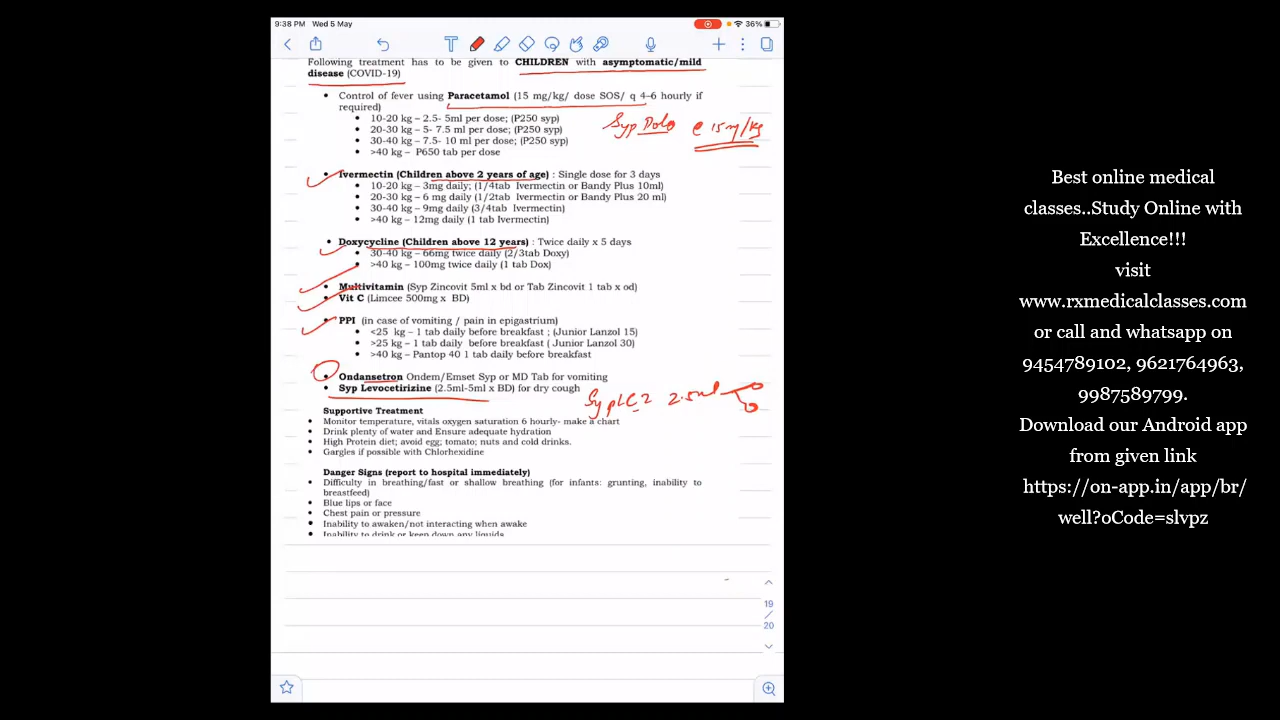 9:38 PM Wed 5 May
36%
Following treatment has to be given to CHILDREN with asymptomatic/mild
disease (COVID-19)
• Control of fever using Paracetamol (15 mg/kg/ dose SOS/ q 4-6 hourly if
required)
• 10-20 kg – 2.5- 5ml per dose; (P250 syp)
• 20-30 kg – 5- 7.5 ml per dose; (P250 syp)
• 30-40 kg – 7.5- 10 ml per dose; (P250 syp)
• >40 kg – P650 tab per dose
Syp Dolo @ 15mg/kg
• Ivermectin (Children above 2 years of age) : Single dose for 3 days
• 10-20 kg – 3mg daily; (1/4tab Ivermectin or Bandy Plus 10ml)
• 20-30 kg – 6 mg daily (1/2tab Ivermectin or Bandy Plus 20 ml)
• 30-40 kg – 9mg daily (3/4tab Ivermectin)
• >40 kg – 12mg daily (1 tab Ivermectin)
• Doxycycline (Children above 12 years) : Twice daily x 5 days
• 30-40 kg – 66mg twice daily (2/3tab Doxy)
• >40 kg – 100mg twice daily (1 tab Dox)
• Multivitamin (Syp Zincovit 5ml x bd or Tab Zincovit 1 tab x od)
• Vit C (Limcee 500mg x BD)
• PPI (in case of vomiting / pain in epigastrium)
• <25 kg – 1 tab daily before breakfast ; (Junior Lanzol 15)
• >25 kg – 1 tab daily before breakfast ( Junior Lanzol 30)
• >40 kg – Pantop 40 1 tab daily before breakfast
• Ondansetron Ondem/Emset Syp or MD Tab for vomiting
• Syp Levocetirizine (2.5ml-5ml x BD) for dry cough
Syp LCZ 2.5ml
Supportive Treatment
• Monitor temperature, vitals oxygen saturation 6 hourly- make a chart
• Drink plenty of water and Ensure adequate hydration
• High Protein diet; avoid egg; tomato; nuts and cold drinks.
• Gargles if possible with Chlorhexidine
Danger Signs (report to hospital immediately)
• Difficulty in breathing/fast or shallow breathing (for infants: grunting, inability to
breastfeed)
• Blue lips or face
• Chest pain or pressure
• Inability to awaken/not interacting when awake
• Inability to drink or keep down any liquids
19
/
20
Best online medical
classes..Study Online with
Excellence!!!
visit
www.rxmedicalclasses.com
or call and whatsapp on
9454789102, 9621764963,
9987589799.
Download our Android app
from given link
https://on-app.in/app/br/
well?oCode=slvpz